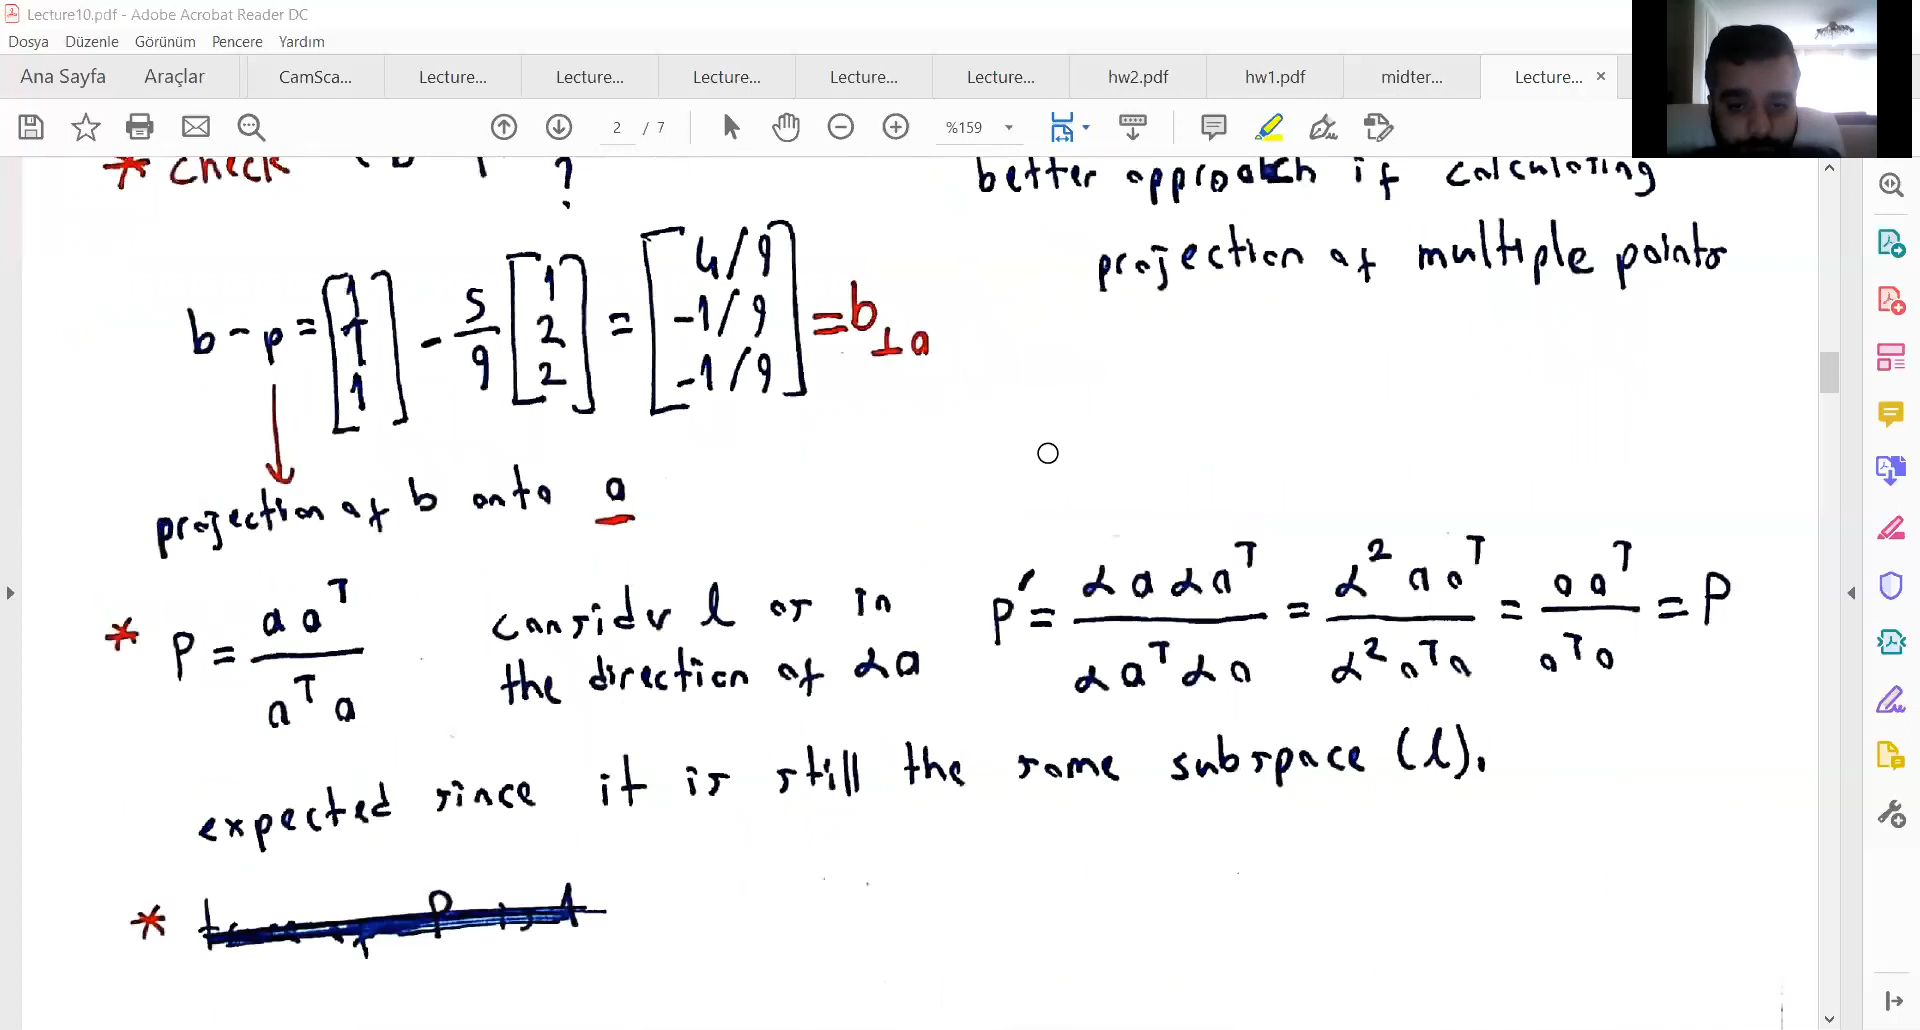 Lecture10.pdf - Adobe Acrobat Reader DC
Dosya Düzenle Görünüm Pencere Yardım
Ana Sayfa Araçlar CamSca... Lecture... Lecture... Lecture... Lecture... Lecture... hw2.pdf hw1.pdf midter... Lecture... ×
2 / 7 %159
* check ?
better approach if calculating
projection of multiple points
b - p = [1 1 1] - 5/9 [1 2 2] = [4/9 -1/9 -1/9] = b⊥a
projection of b onto a
* P = aaᵀ / aᵀa consider l as in the direction of αa P′ = αaαaᵀ / αaᵀαa = α²aaᵀ / α²aᵀa = aaᵀ / aᵀa = P
expected since it is still the same subspace (l).
*